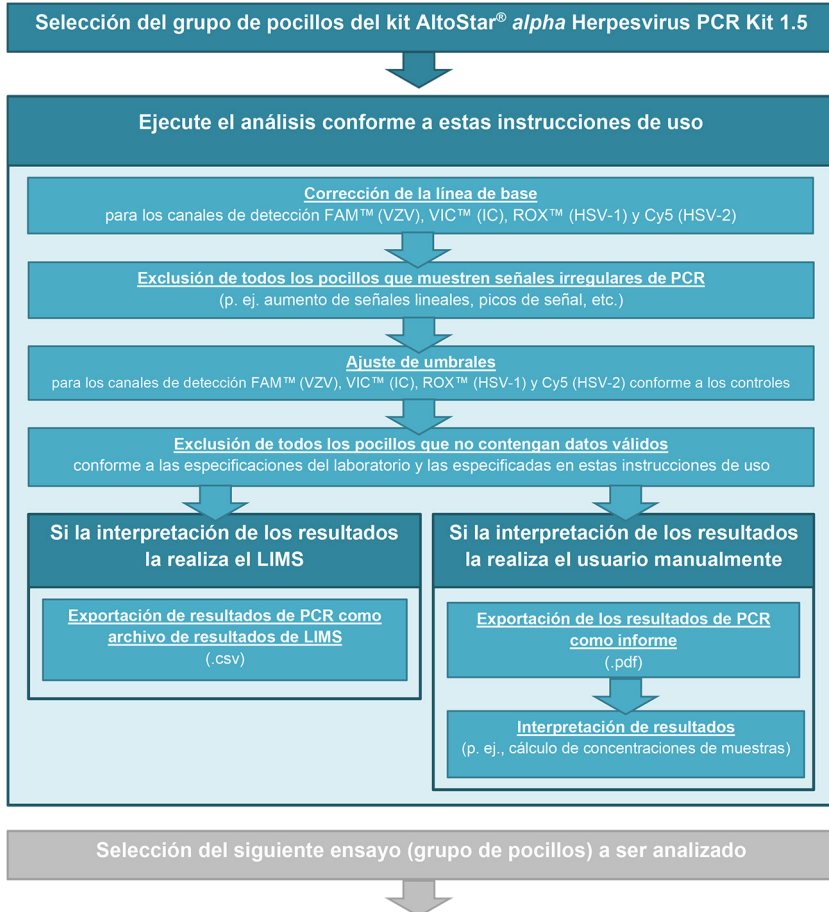 Selección del grupo de pocillos del kit AltoStar® alpha Herpesvirus PCR Kit 1.5
Ejecute el análisis conforme a estas instrucciones de uso
Corrección de la línea de base
para los canales de detección FAM™ (VZV), VIC™ (IC), ROX™ (HSV-1) y Cy5 (HSV-2)
Exclusión de todos los pocillos que muestren señales irregulares de PCR
(p. ej. aumento de señales lineales, picos de señal, etc.)
Ajuste de umbrales
para los canales de detección FAM™ (VZV), VIC™ (IC), ROX™ (HSV-1) y Cy5 (HSV-2) conforme a los controles
Exclusión de todos los pocillos que no contengan datos válidos
conforme a las especificaciones del laboratorio y las especificadas en estas instrucciones de uso
Si la interpretación de los resultados
la realiza el LIMS
Exportación de resultados de PCR como
archivo de resultados de LIMS
(.csv)
Si la interpretación de los resultados
la realiza el usuario manualmente
Exportación de los resultados de PCR
como informe
(.pdf)
Interpretación de resultados
(p. ej., cálculo de concentraciones de muestras)
Selección del siguiente ensayo (grupo de pocillos) a ser analizado